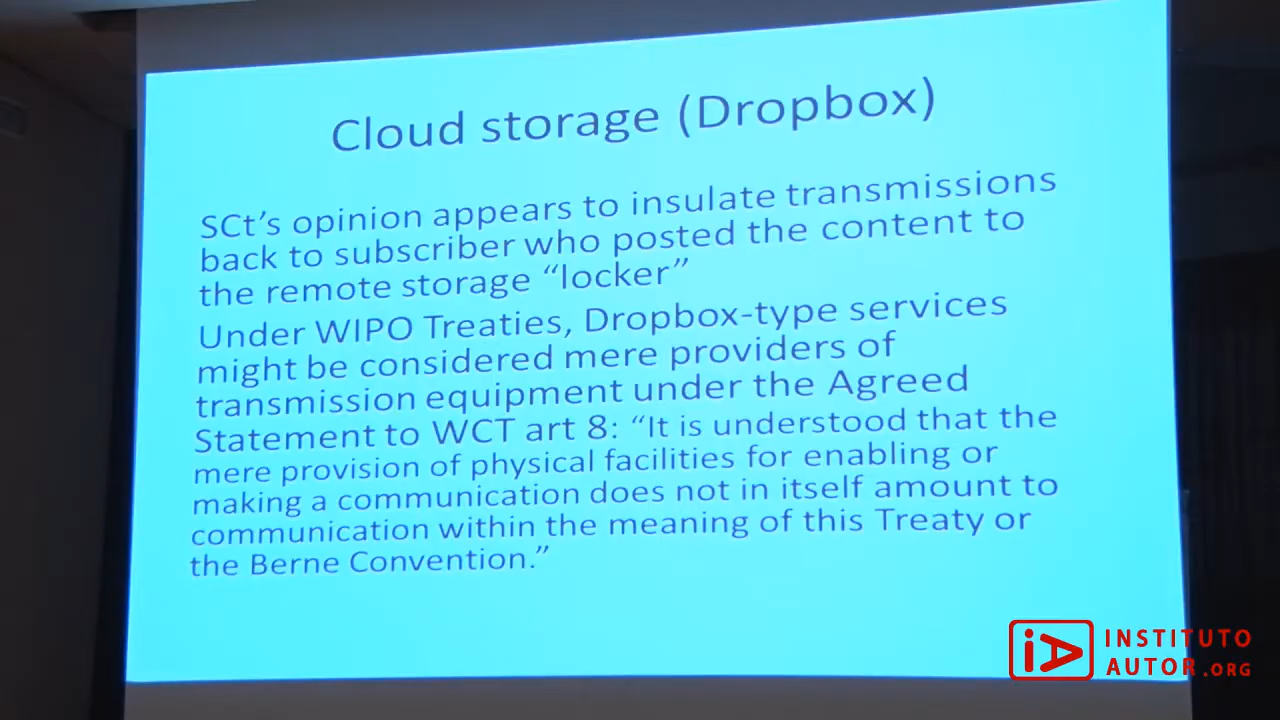 Cloud storage (Dropbox)
SCt’s opinion appears to insulate transmissions
back to subscriber who posted the content to
the remote storage “locker”
Under WIPO Treaties, Dropbox-type services
might be considered mere providers of
transmission equipment under the Agreed
Statement to WCT art 8: “It is understood that the
mere provision of physical facilities for enabling or
making a communication does not in itself amount to
communication within the meaning of this Treaty or
the Berne Convention.”
iA INSTITUTO
AUTOR.ORG